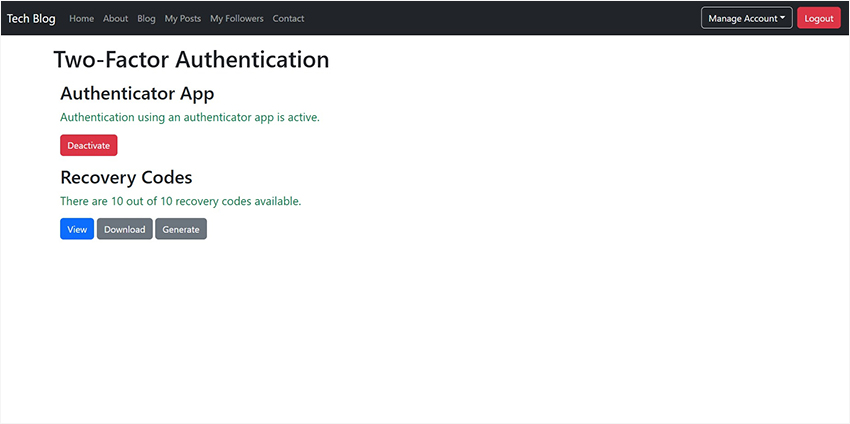 Tech Blog Home About Blog My Posts My Followers Contact Manage Account Logout
Two-Factor Authentication
Authenticator App
Authentication using an authenticator app is active.
Deactivate
Recovery Codes
There are 10 out of 10 recovery codes available.
View Download Generate